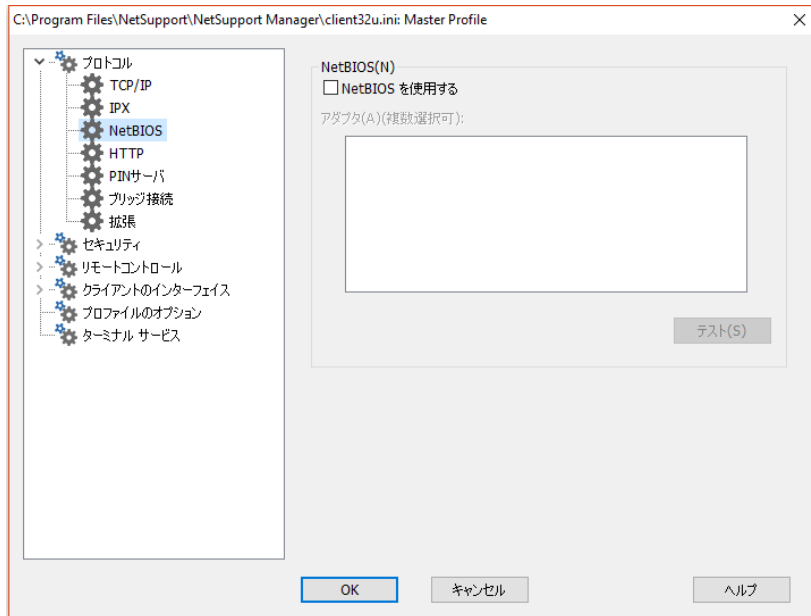 C:\Program Files\NetSupport\NetSupport Manager\client32u.ini: Master Profile
プロトコル
TCP/IP
IPX
NetBIOS
HTTP
PINサーバ
ブリッジ接続
拡張
セキュリティ
リモートコントロール
クライアントのインターフェイス
プロファイルのオプション
ターミナル サービス
NetBIOS(N)
NetBIOS を使用する
アダプタ(A)(複数選択可):
テスト(S)
OK
キャンセル
ヘルプ